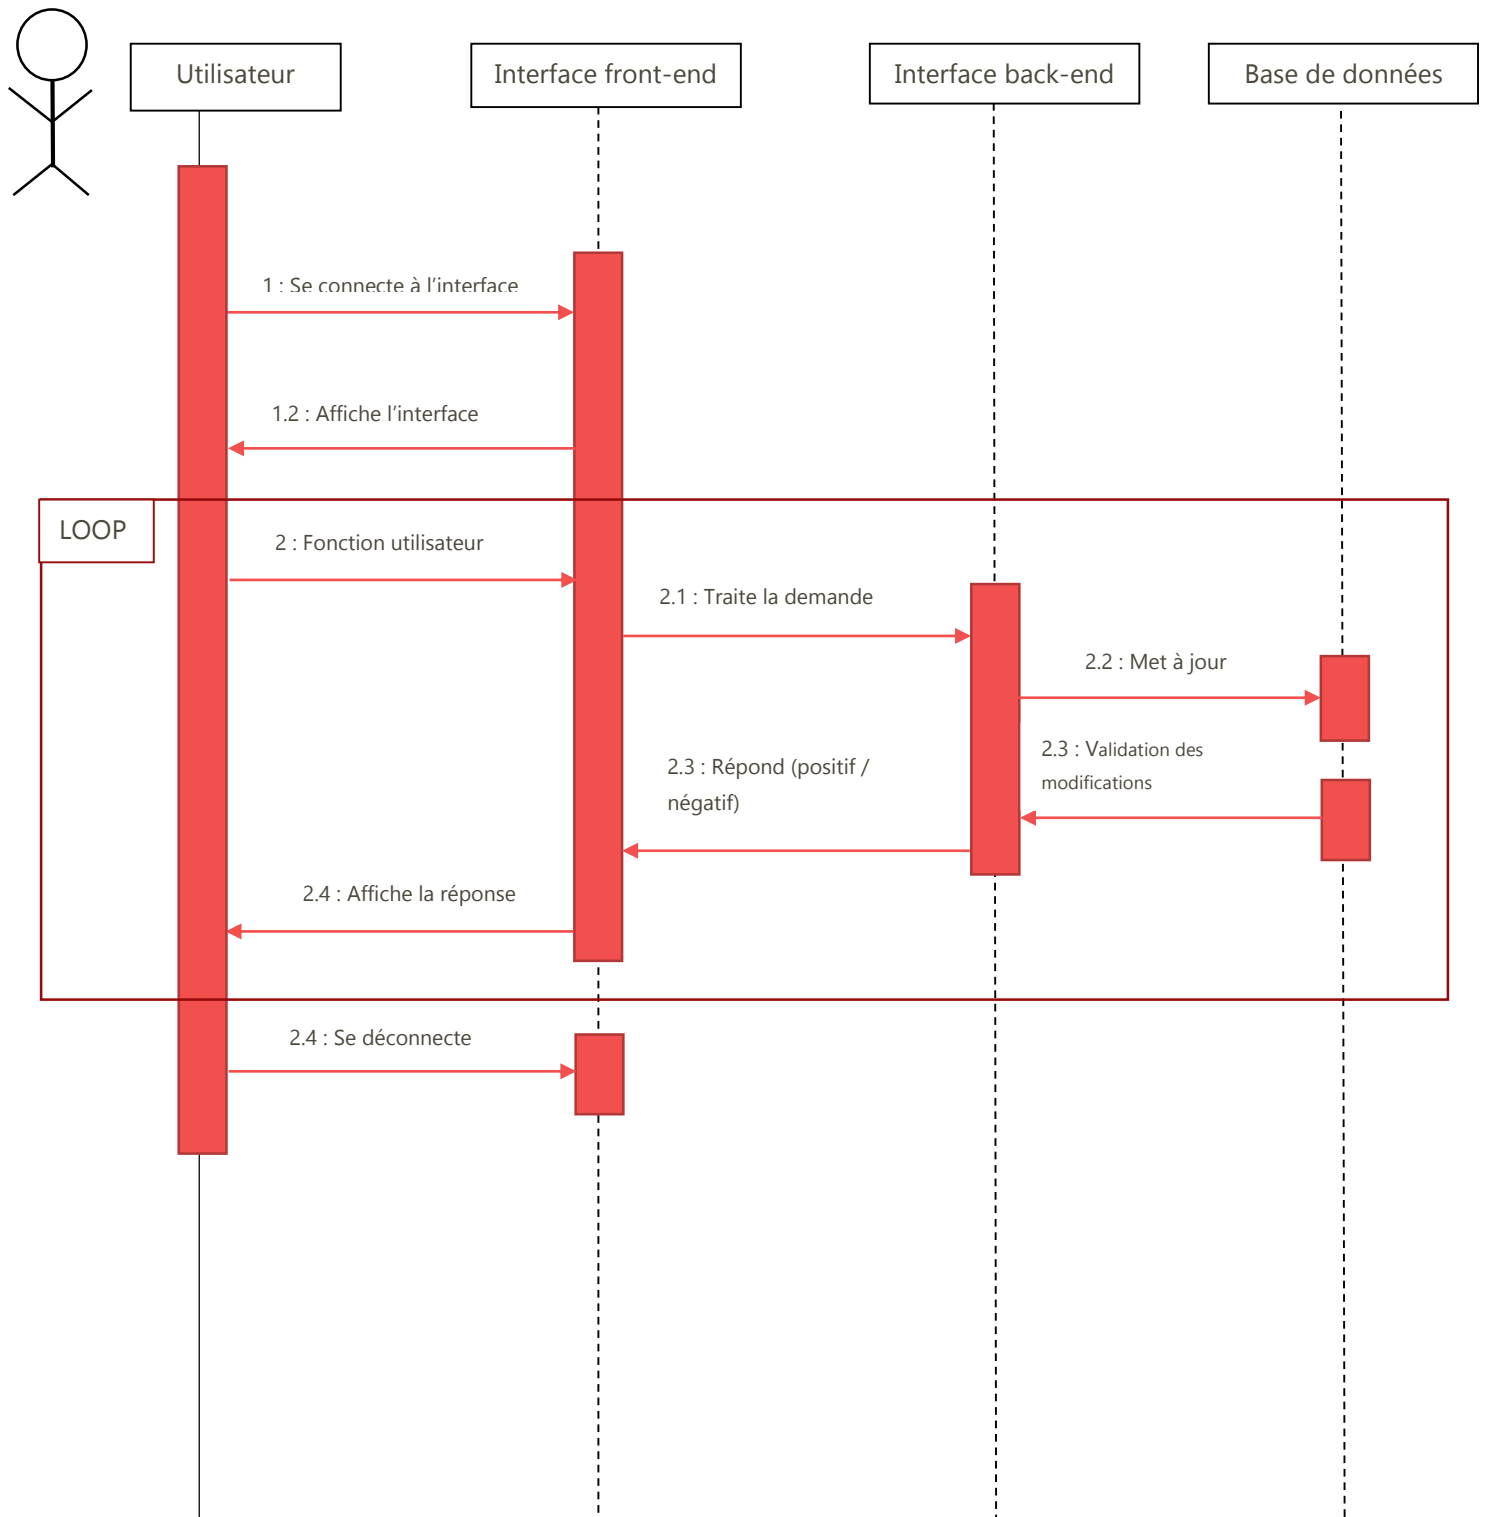 Utilisateur
Interface front-end
Interface back-end
Base de données
1 : Se connecte à l'interface
1.2 : Affiche l'interface
LOOP
2 : Fonction utilisateur
2.1 : Traite la demande
2.2 : Met à jour
2.3 : Validation des
modifications
2.3 : Répond (positif /
négatif)
2.4 : Affiche la réponse
2.4 : Se déconnecte